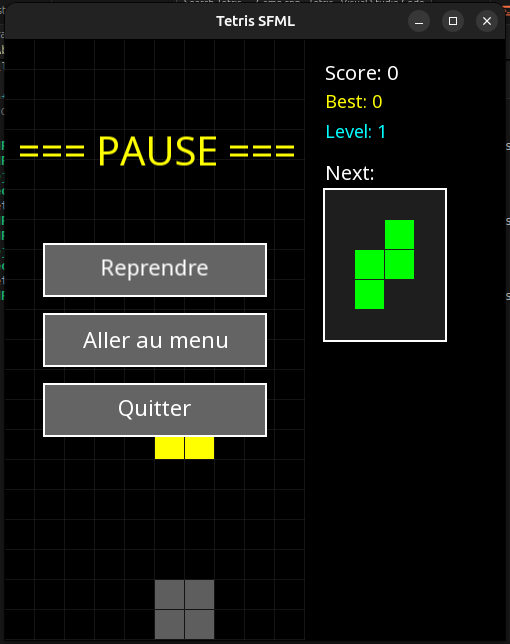 Tetris SFML
Score: 0
Best: 0
Level: 1
Next:
=== PAUSE ===
Reprendre
Aller au menu
Quitter